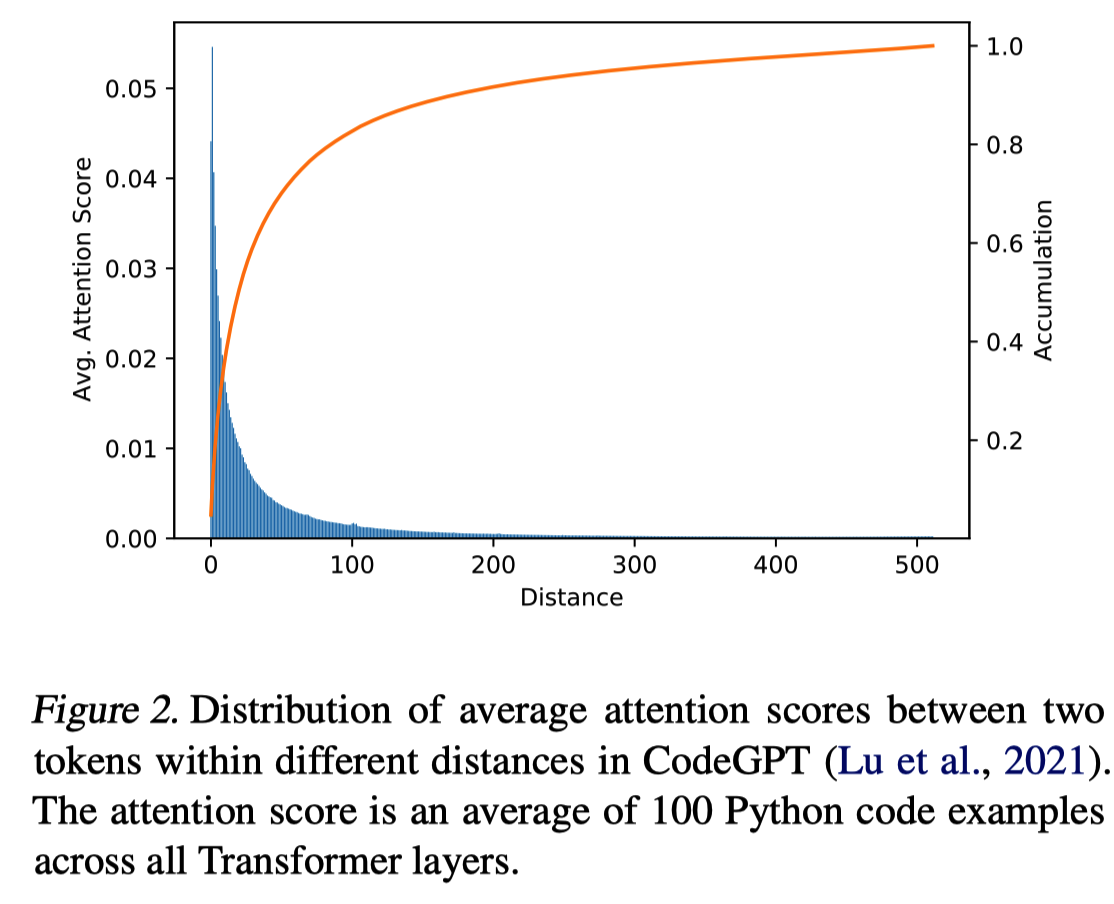 0.05
0.04
0.03
0.02
0.01
0.00
Avg. Attention Score
1.0
0.8
0.6
0.4
0.2
Accumulation
0 100 200 300 400 500
Distance
Figure 2. Distribution of average attention scores between two
tokens within different distances in CodeGPT (Lu et al., 2021).
The attention score is an average of 100 Python code examples
across all Transformer layers.